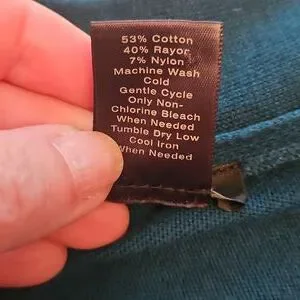 53% Cotton
40% Rayon
7% Nylon
Machine Wash
Cold
Gentle Cycle
Only Non-
Chlorine Bleach
When Needed
Tumble Dry Low
Cool Iron
When Needed